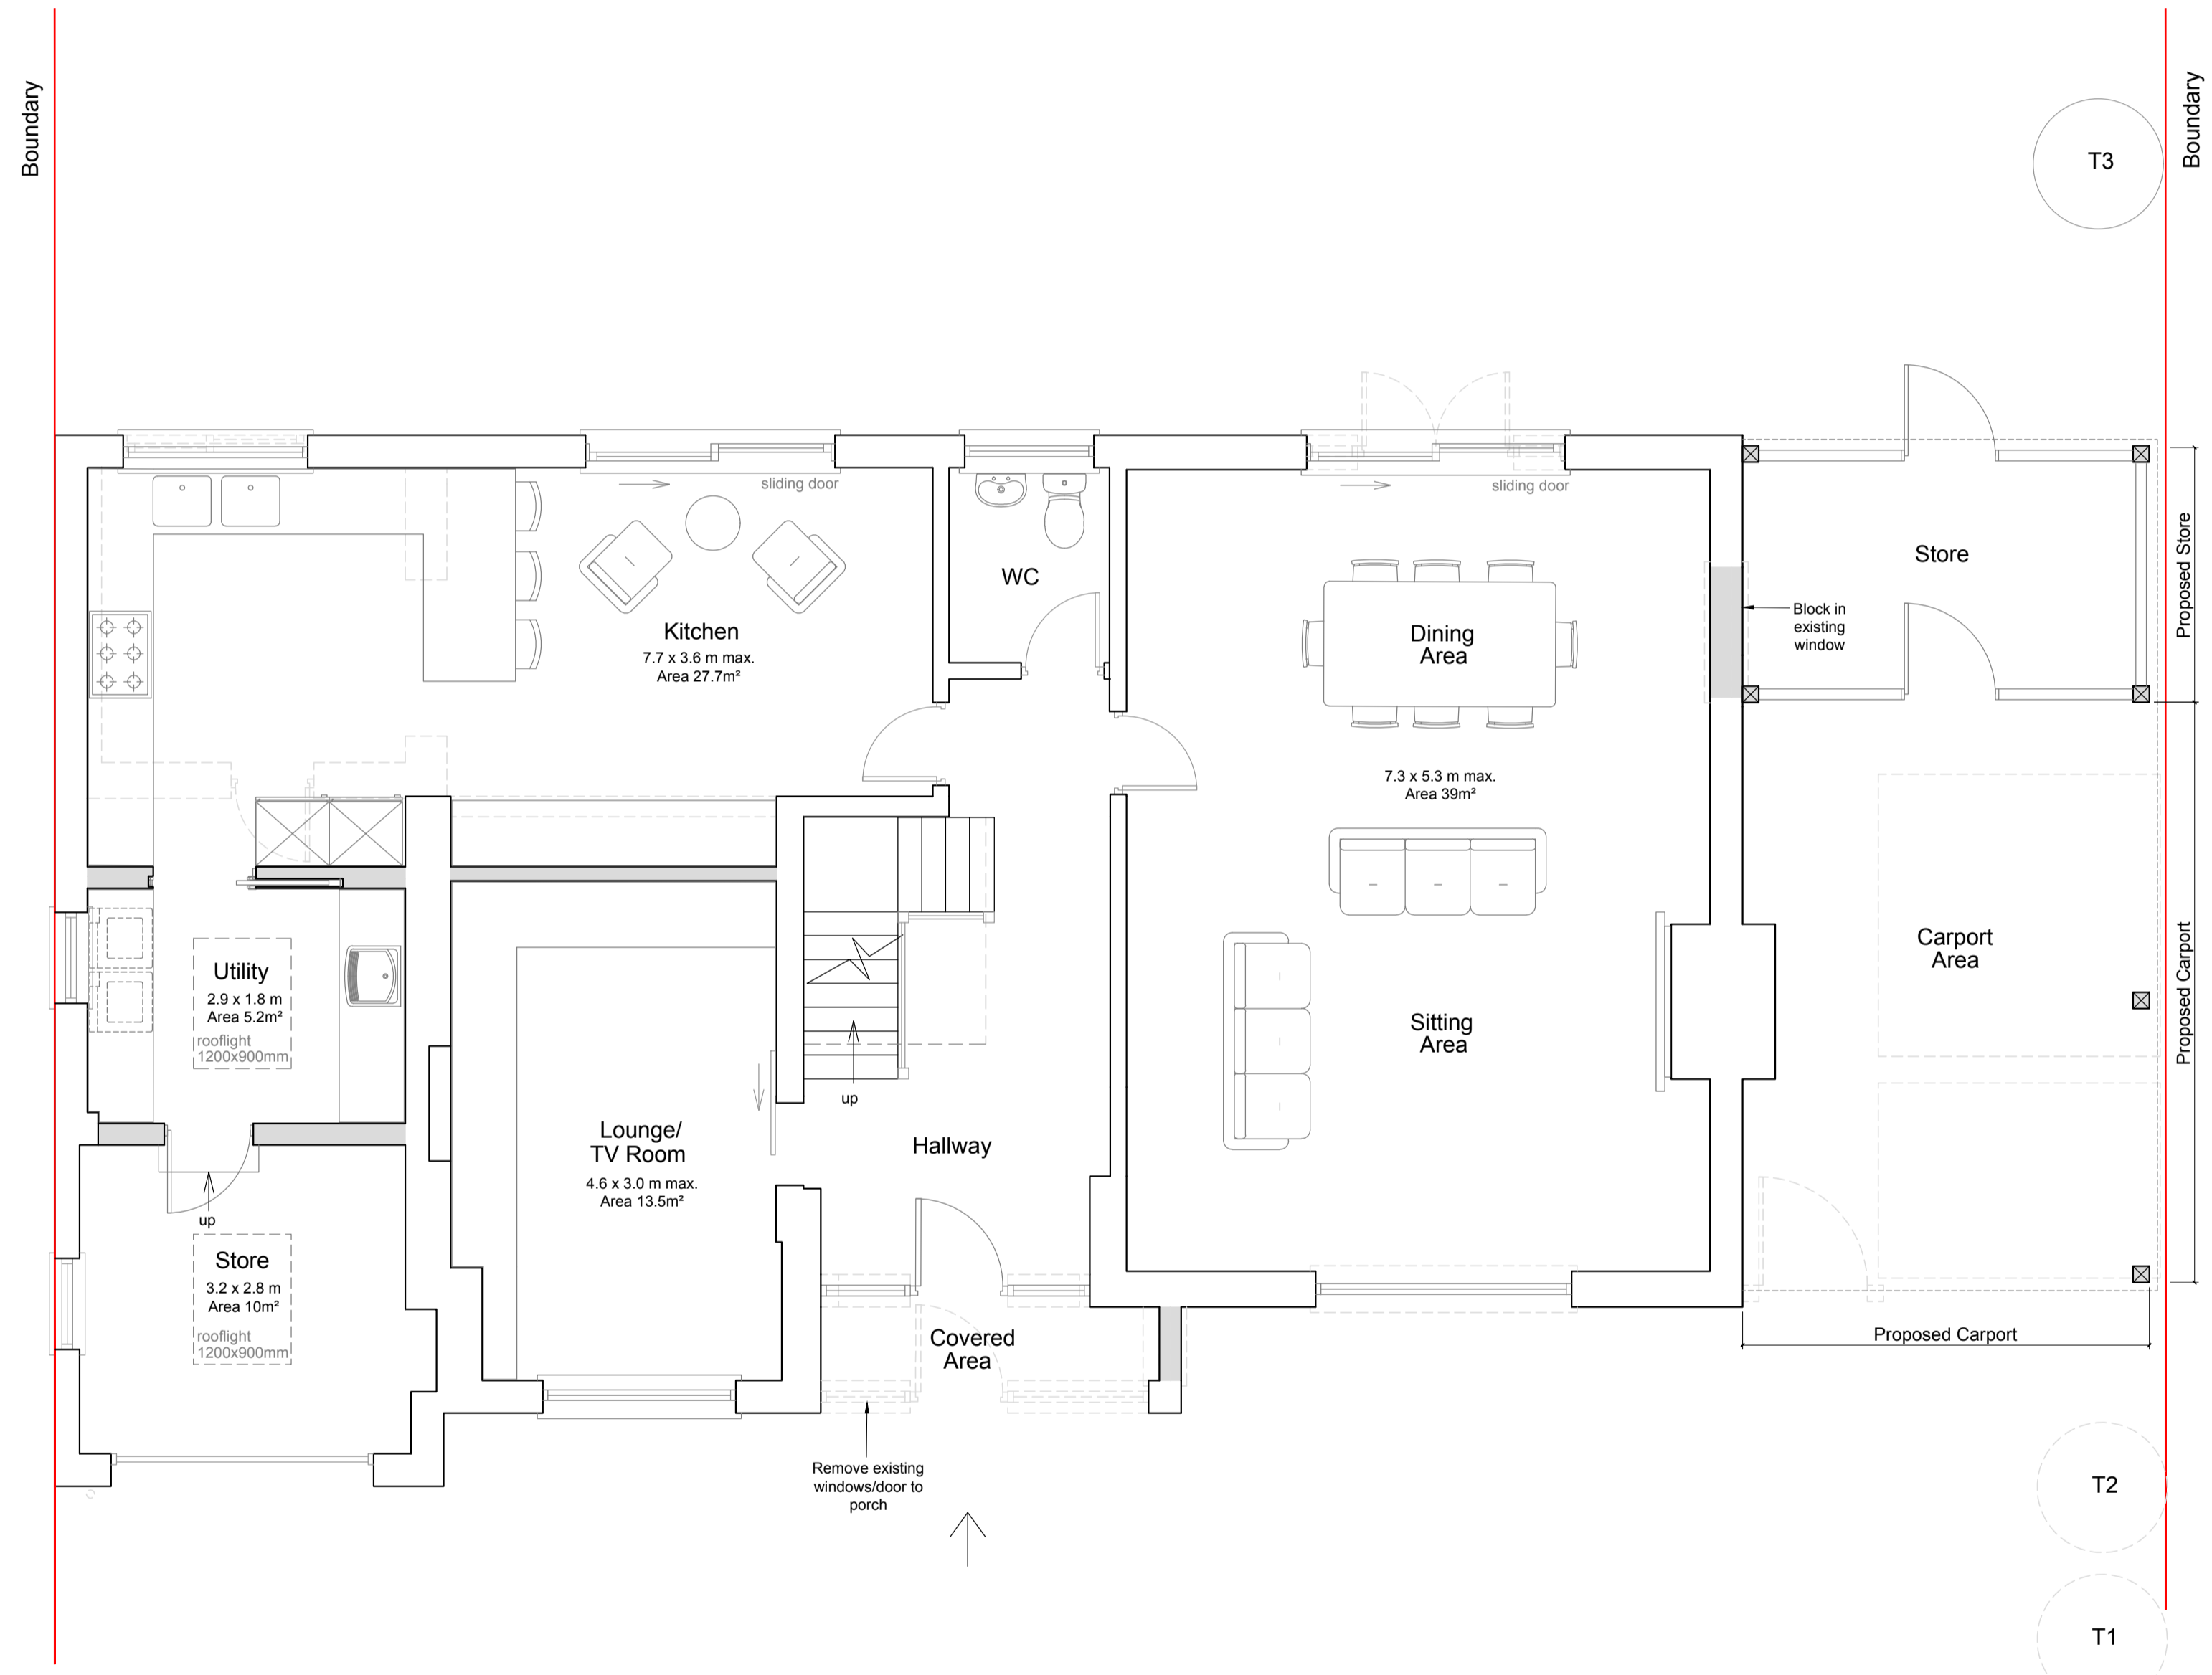 Boundary
Boundary
T3
sliding door
sliding door
WC
Store
Proposed Store
Block in
existing
window
Kitchen
7.7 x 3.6 m max.
Area 27.7m²
Dining
Area
7.3 x 5.3 m max.
Area 39m²
Carport
Area
Proposed Carport
Utility
2.9 x 1.8 m
Area 5.2m²
rooflight
1200x900mm
Sitting
Area
up
Lounge/
TV Room
4.6 x 3.0 m max.
Area 13.5m²
Hallway
up
Store
3.2 x 2.8 m
Area 10m²
rooflight
1200x900mm
Covered
Area
Proposed Carport
Remove existing
windows/door to
porch
T2
T1